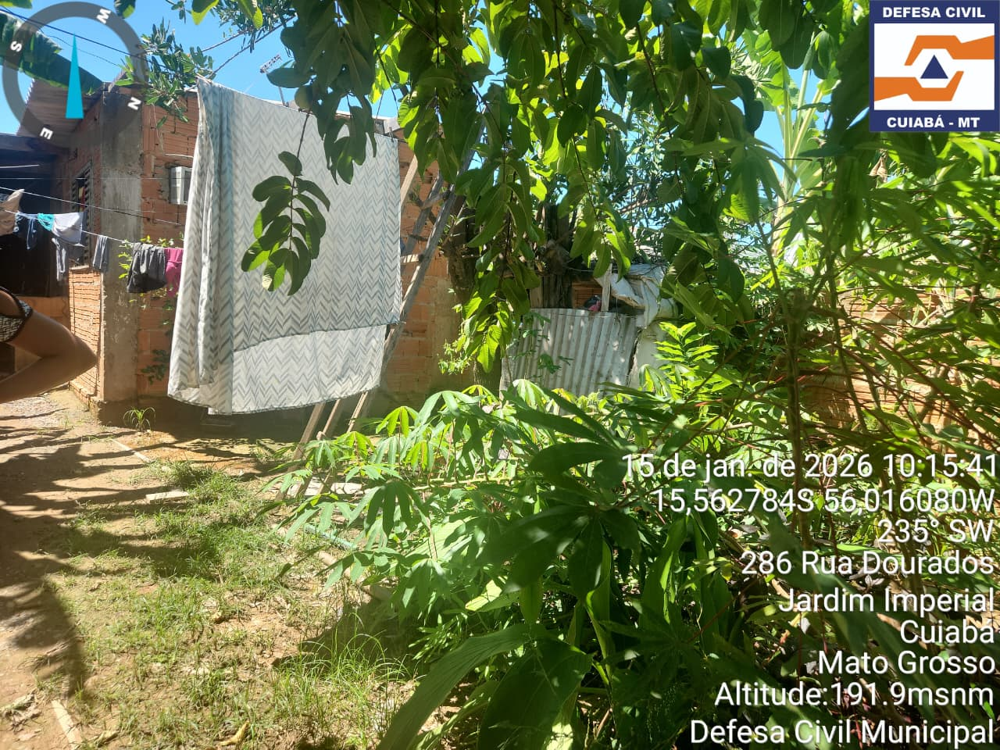 DEFESA CIVIL
CUIABÁ - MT
S
M
N
E
15 de jan. de 2026 10:15:41
15,562784S 56,016080W
235° SW
286 Rua Dourados
Jardim Imperial
Cuiabá
Mato Grosso
Altitude:191.9msnm
Defesa Civil Municipal